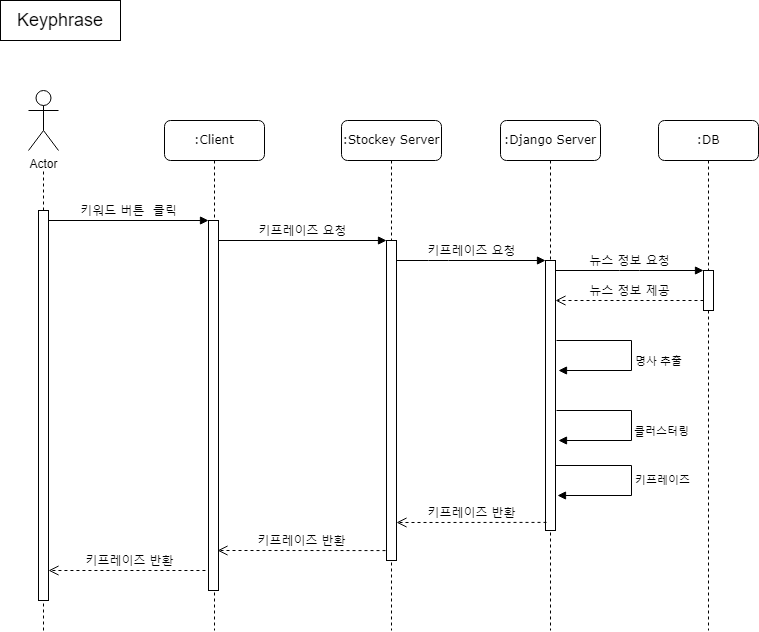 Keyphrase
Actor
:Client
:Stockey Server
:Django Server
:DB
키워드 버튼 클릭
키프레이즈 요청
키프레이즈 요청
뉴스 정보 요청
뉴스 정보 제공
명사 추출
클러스터링
키프레이즈
키프레이즈 반환
키프레이즈 반환
키프레이즈 반환